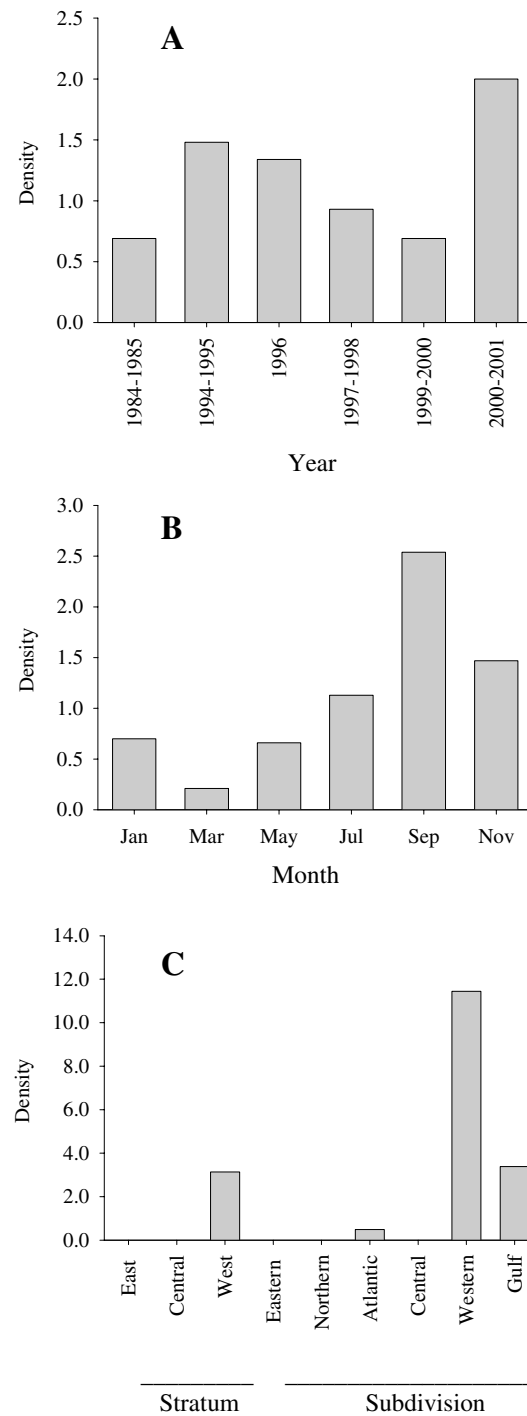 A
2.5
2.0
1.5
1.0
0.5
0.0
Density
1984-1985
1994-1995
1996
1997-1998
1999-2000
2000-2001
Year
B
3.0
2.5
2.0
1.5
1.0
0.5
0.0
Density
Jan Mar May Jul Sep Nov
Month
C
14.0
12.0
10.0
8.0
6.0
4.0
2.0
0.0
Density
East
Central
West
Eastern
Northern
Atlantic
Central
Western
Gulf
Stratum Subdivision